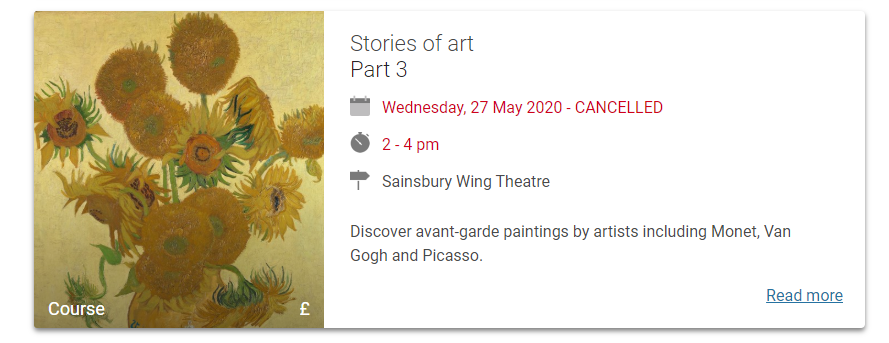 Stories of art
Part 3
Wednesday, 27 May 2020 - CANCELLED
2 - 4 pm
Sainsbury Wing Theatre
Discover avant-garde paintings by artists including Monet, Van
Gogh and Picasso.
Read more
Course £